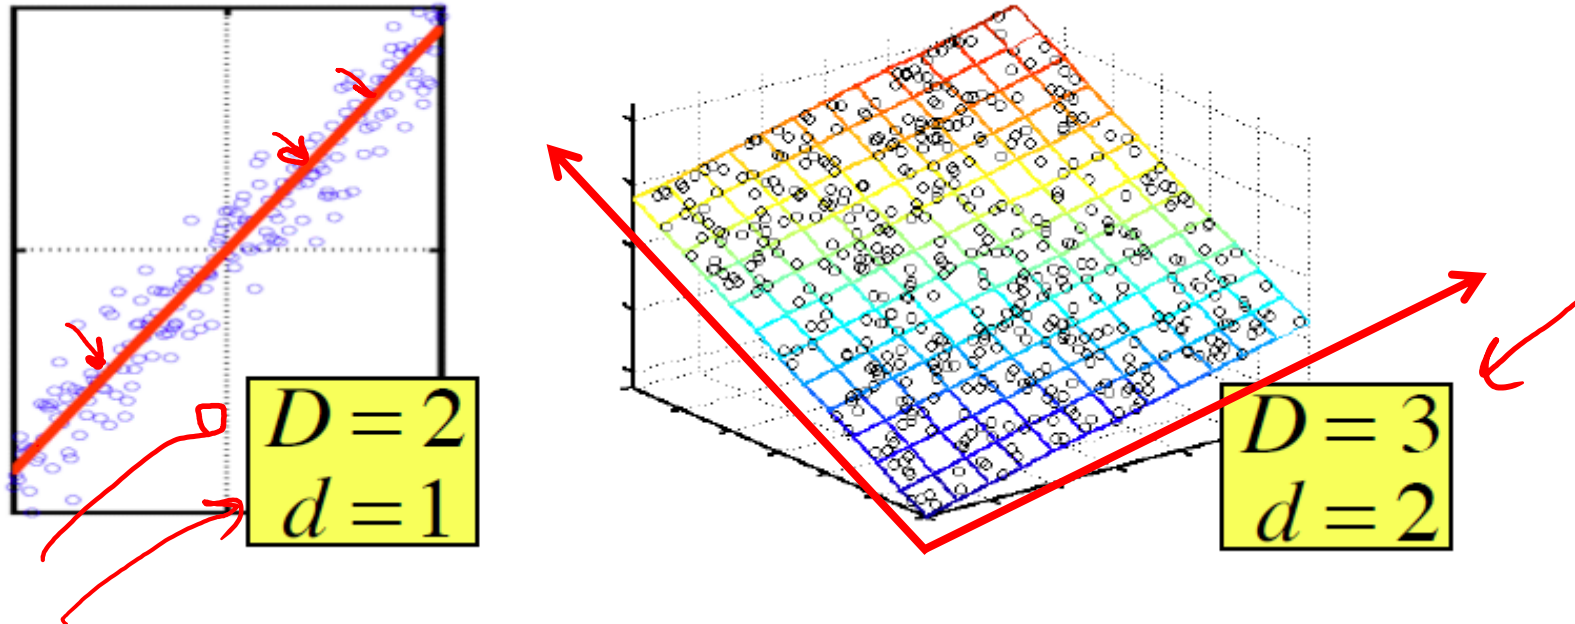 D = 2
d = 1
D = 3
d = 2